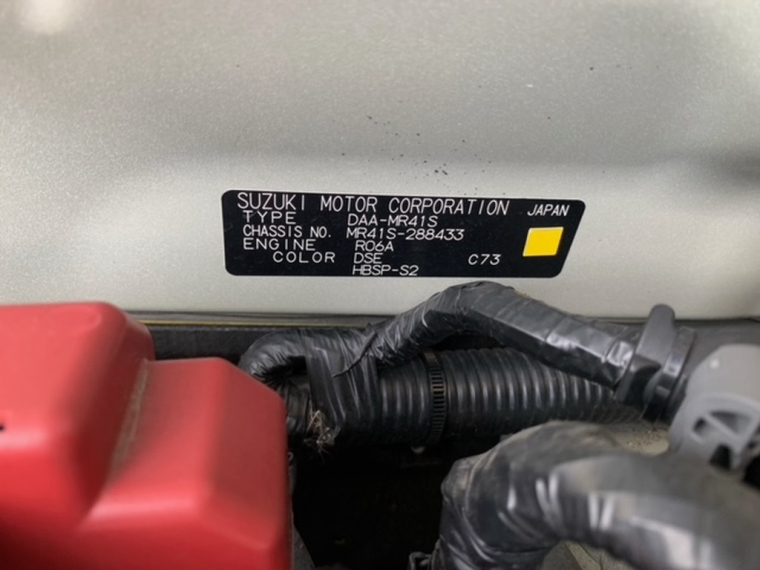 SUZUKI MOTOR CORPORATION JAPAN
TYPE DAA-MR41S
CHASSIS NO. MR41S-288433
ENGINE R06A
COLOR DSE C73
HBSP-S2